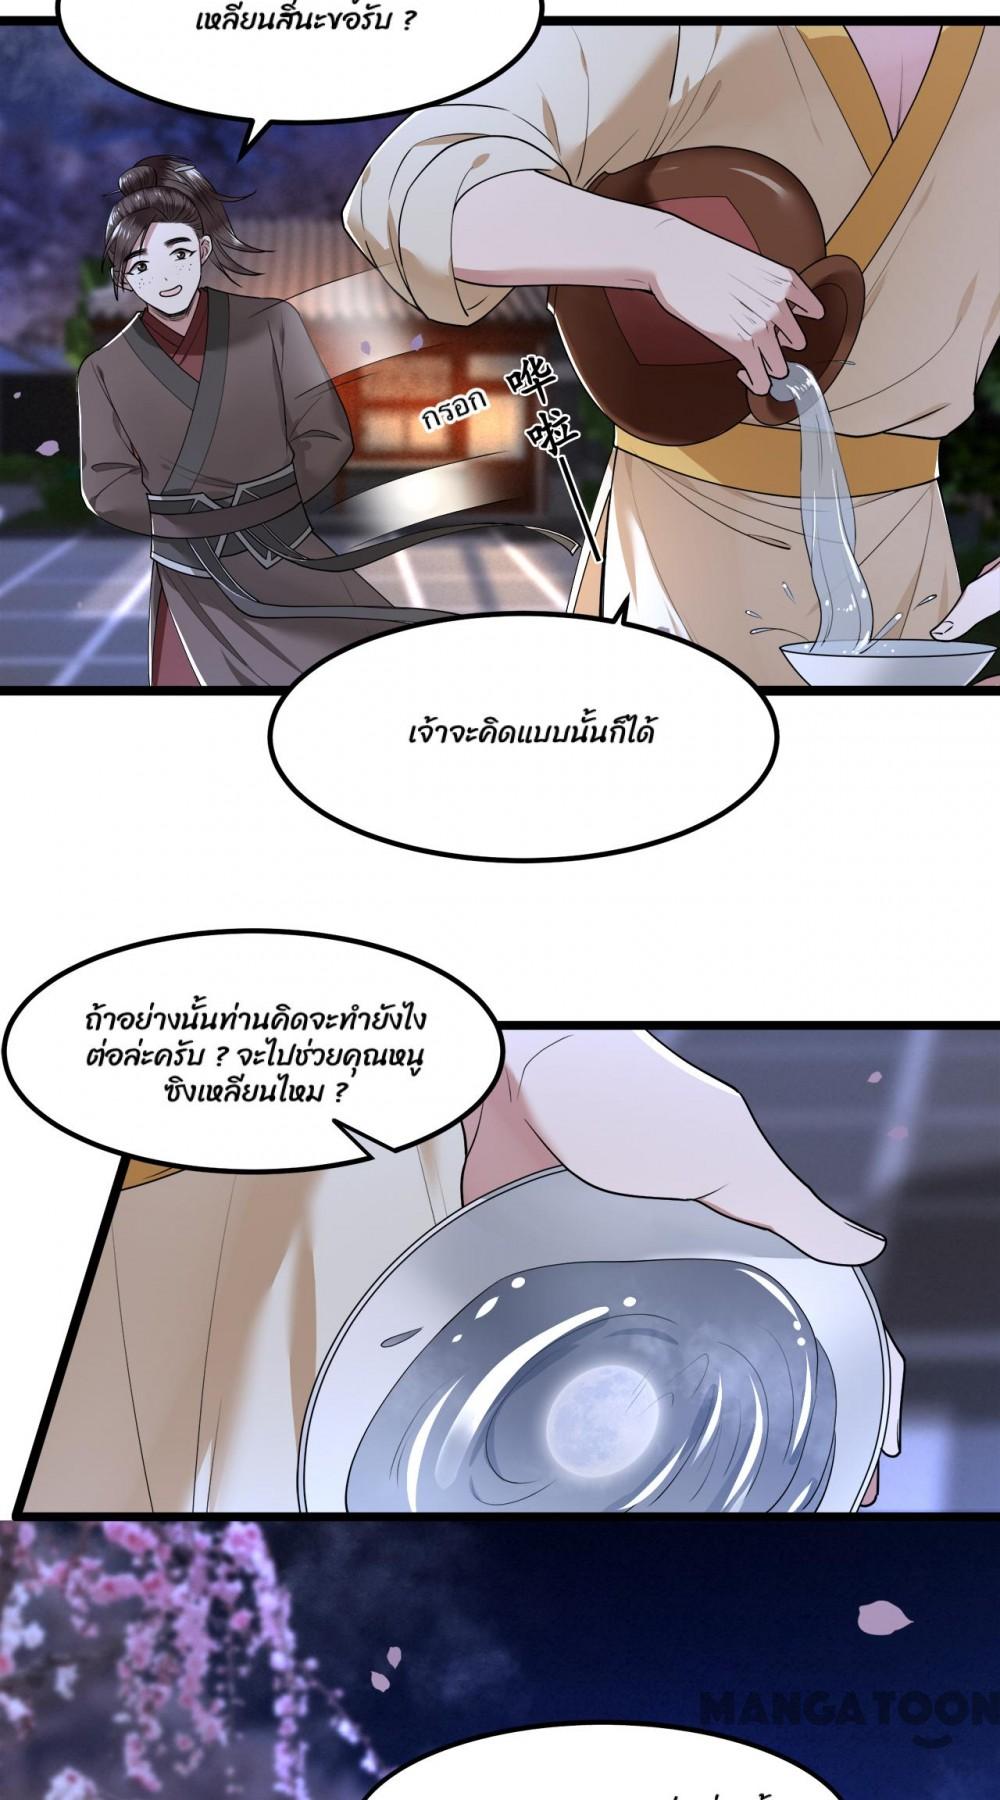 เหลียนสินะขอรับ ?
กรอก
哗
啦
เจ้าจะคิดแบบนั้นก็ได้
ถ้าอย่างนั้นท่านคิดจะทำยังไง
ต่อล่ะครับ ? จะไปช่วยคุณหนู
ซิงเหลียนไหม ?
MANGATOON